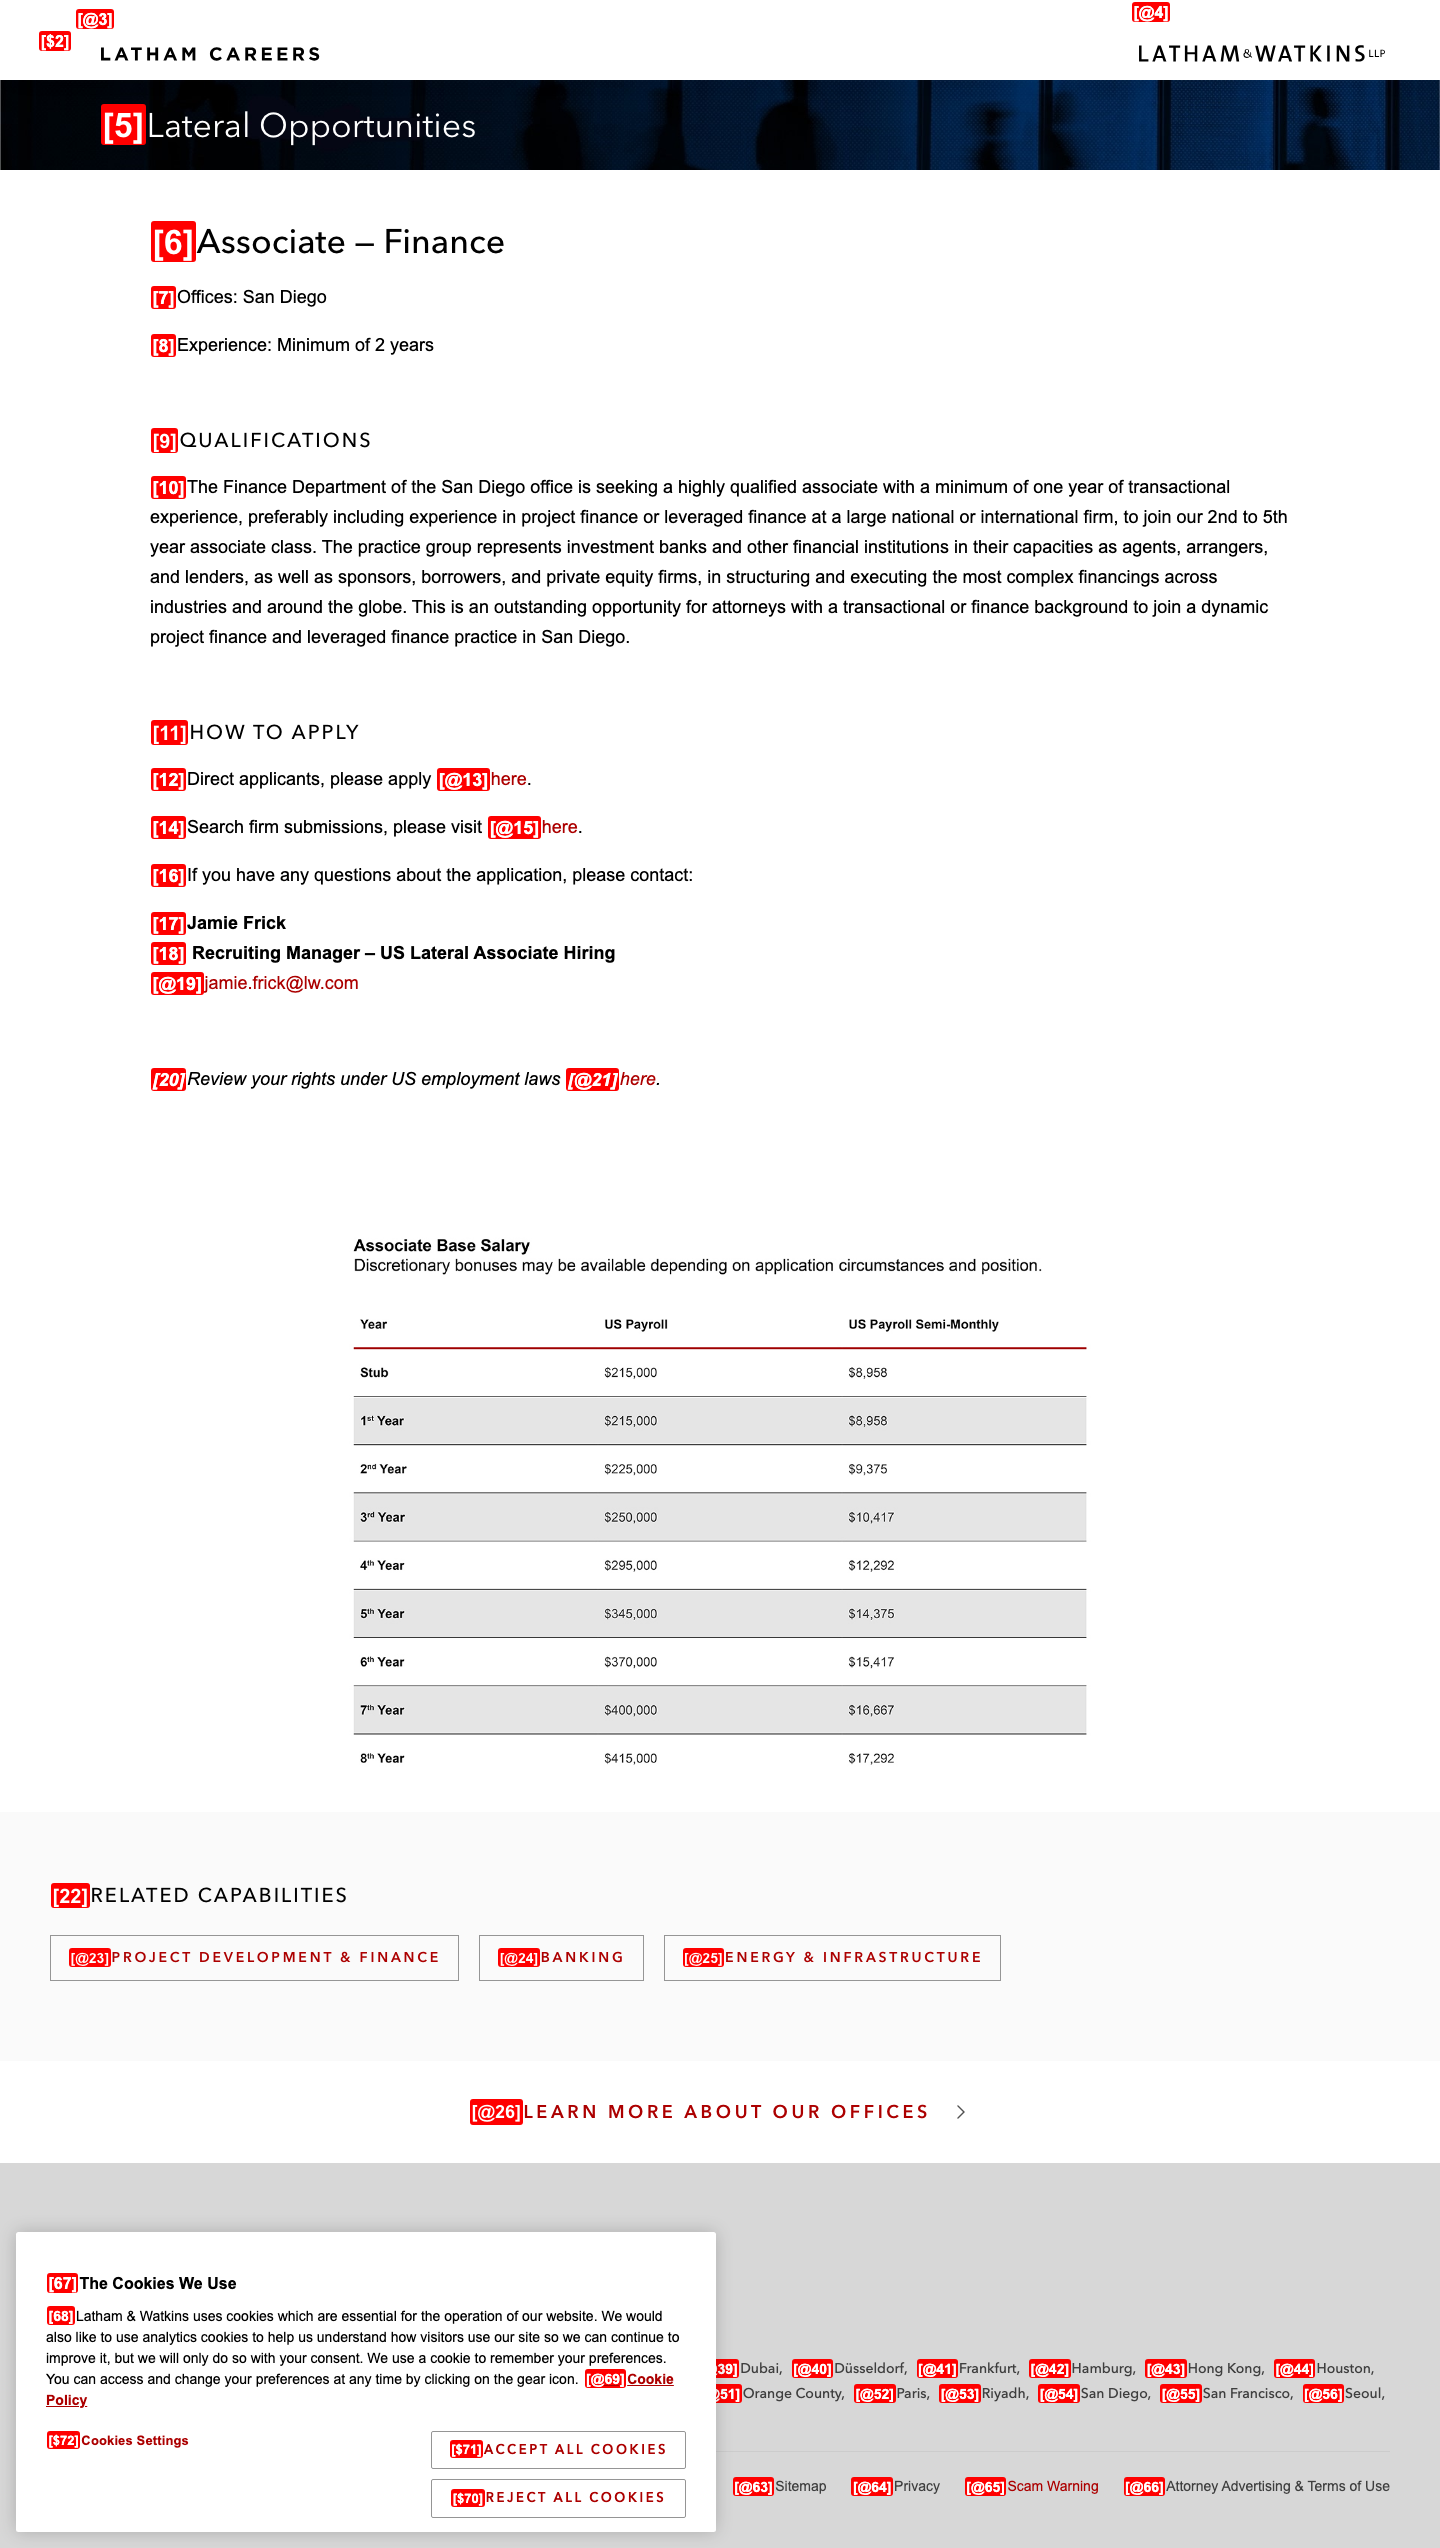 [@3]
[@4]
[$2]
LATHAM CAREERS
LATHAM&WATKINS LLP
[5]Lateral Opportunities
[6]Associate – Finance
[7]Offices: San Diego
[8]Experience: Minimum of 2 years
[9]QUALIFICATIONS
[10]The Finance Department of the San Diego office is seeking a highly qualified associate with a minimum of one year of transactional
experience, preferably including experience in project finance or leveraged finance at a large national or international firm, to join our 2nd to 5th
year associate class. The practice group represents investment banks and other financial institutions in their capacities as agents, arrangers,
and lenders, as well as sponsors, borrowers, and private equity firms, in structuring and executing the most complex financings across
industries and around the globe. This is an outstanding opportunity for attorneys with a transactional or finance background to join a dynamic
project finance and leveraged finance practice in San Diego.
[11]HOW TO APPLY
[12]Direct applicants, please apply [@13]here.
[14]Search firm submissions, please visit [@15]here.
[16]If you have any questions about the application, please contact:
[17]Jamie Frick
[18] Recruiting Manager – US Lateral Associate Hiring
[@19]jamie.frick@lw.com
[20]Review your rights under US employment laws [@21]here.
Associate Base Salary
Discretionary bonuses may be available depending on application circumstances and position.
Year US Payroll US Payroll Semi-Monthly
Stub $215,000 $8,958
1st Year $215,000 $8,958
2nd Year $225,000 $9,375
3rd Year $250,000 $10,417
4th Year $295,000 $12,292
5th Year $345,000 $14,375
6th Year $370,000 $15,417
7th Year $400,000 $16,667
8th Year $415,000 $17,292
[22]RELATED CAPABILITIES
[@23]PROJECT DEVELOPMENT & FINANCE [@24]BANKING [@25]ENERGY & INFRASTRUCTURE
[@26]LEARN MORE ABOUT OUR OFFICES
[67]The Cookies We Use
[68]Latham & Watkins uses cookies which are essential for the operation of our website. We would
also like to use analytics cookies to help us understand how visitors use our site so we can continue to
improve it, but we will only do so with your consent. We use a cookie to remember your preferences.
You can access and change your preferences at any time by clicking on the gear icon. [@69]Cookie
Policy
[$72]Cookies Settings
[$71]ACCEPT ALL COOKIES
[$70]REJECT ALL COOKIES
39]Dubai, [@40]Düsseldorf, [@41]Frankfurt, [@42]Hamburg, [@43]Hong Kong, [@44]Houston,
51]Orange County, [@52]Paris, [@53]Riyadh, [@54]San Diego, [@55]San Francisco, [@56]Seoul,
[@63]Sitemap [@64]Privacy [@65]Scam Warning [@66]Attorney Advertising & Terms of Use